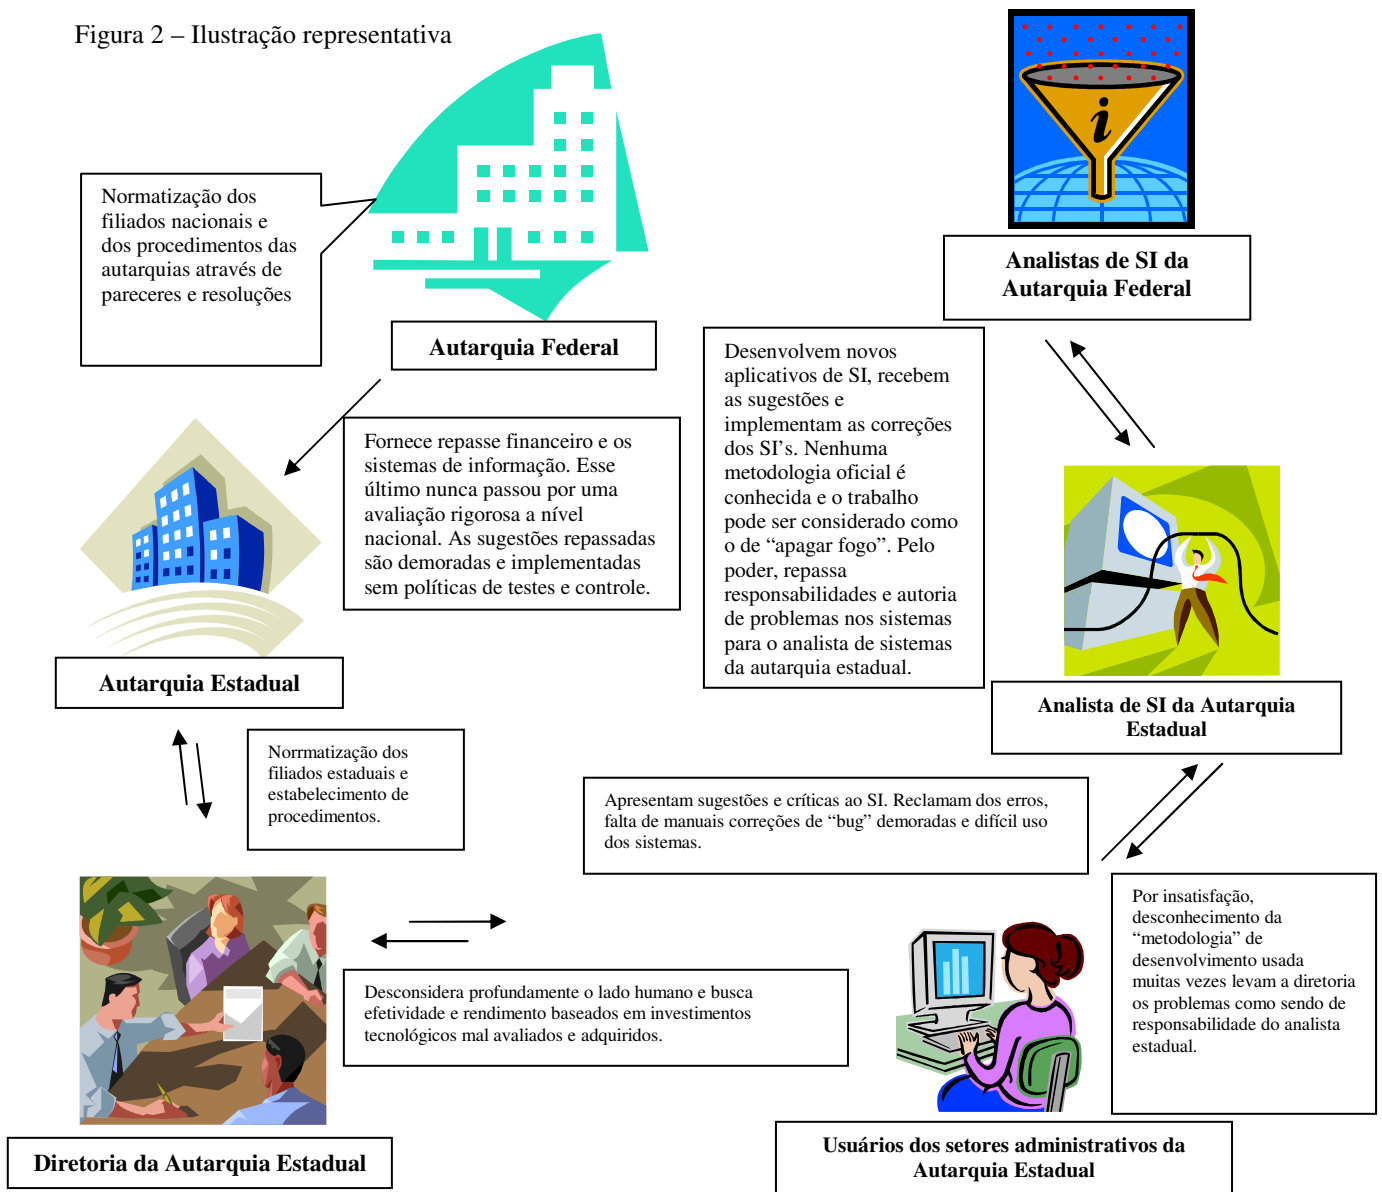 Figura 2 – Ilustração representativa
Normatização dos
filiados nacionais e
dos procedimentos das
autarquias através de
pareceres e resoluções
Autarquia Federal
i
Analistas de SI da
Autarquia Federal
Fornece repasse financeiro e os
sistemas de informação. Esse
último nunca passou por uma
avaliação rigorosa a nível
nacional. As sugestões repassadas
são demoradas e implementadas
sem políticas de testes e controle.
Desenvolvem novos
aplicativos de SI, recebem
as sugestões e
implementam as correções
dos SI’s. Nenhuma
metodologia oficial é
conhecida e o trabalho
pode ser considerado como
o de “apagar fogo”. Pelo
poder, repassa
responsabilidades e autoria
de problemas nos sistemas
para o analista de sistemas
da autarquia estadual.
Autarquia Estadual
Analista de SI da Autarquia
Estadual
Norrmatização dos
filiados estaduais e
estabelecimento de
procedimentos.
Apresentam sugestões e críticas ao SI. Reclamam dos erros,
falta de manuais correções de “bug” demoradas e difícil uso
dos sistemas.
Por insatisfação,
desconhecimento da
“metodologia” de
desenvolvimento usada
muitas vezes levam a diretoria
os problemas como sendo de
responsabilidade do analista
estadual.
Desconsidera profundamente o lado humano e busca
efetividade e rendimento baseados em investimentos
tecnológicos mal avaliados e adquiridos.
Diretoria da Autarquia Estadual
Usuários dos setores administrativos da
Autarquia Estadual